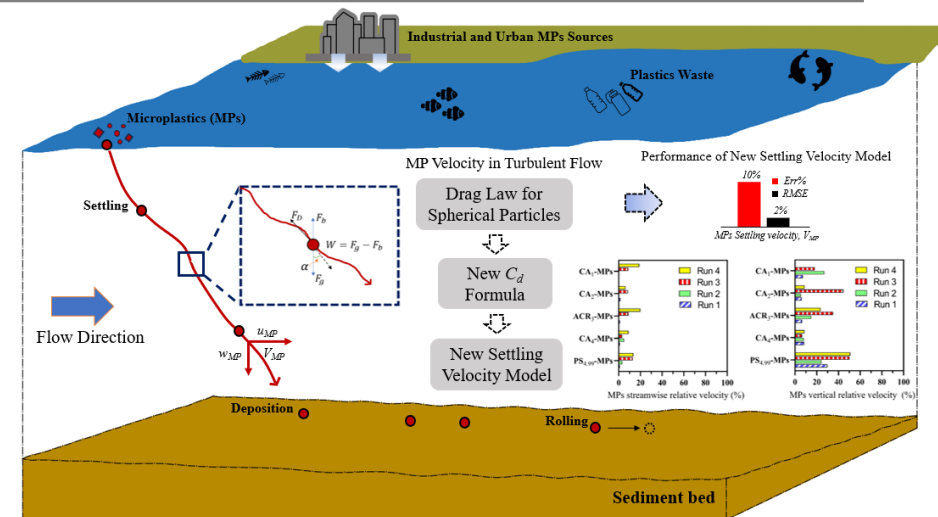 Industrial and Urban MPs Sources
Plastics Waste
Microplastics (MPs)
Settling
F_D
F_b
W = F_g − F_b
α
F_g
Flow Direction
u_MP
w_MP
V_MP
MP Velocity in Turbulent Flow
Drag Law for
Spherical Particles
New C_d
Formula
New Settling
Velocity Model
Performance of New Settling Velocity Model
10%
Err%
RMSE
2%
MPs Settling velocity, V_MP
CA₁-MPs
CA₂-MPs
ACR₃-MPs
CA₄-MPs
PS₄.₉₉-MPs
Run 4
Run 3
Run 2
Run 1
0 20 40 60 80 100
MPs streamwise relative velocity (%)
CA₁-MPs
CA₂-MPs
ACR₃-MPs
CA₄-MPs
PS₄.₉₉-MPs
Run 4
Run 3
Run 2
Run 1
0 20 40 60 80 100
MPs vertical relative velocity (%)
Deposition
Rolling
Sediment bed